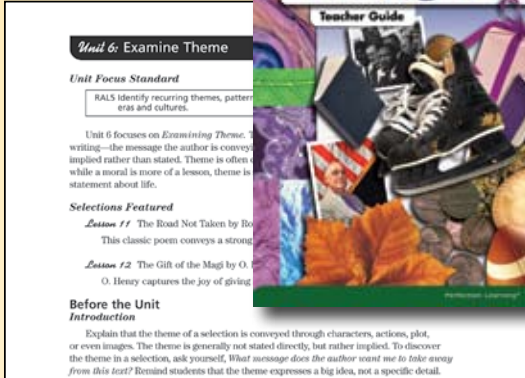 Teacher Guide
Unit 6: Examine Theme
Unit Focus Standard
RAL5 Identify recurring themes, pattern
eras and cultures.
Unit 6 focuses on Examining Theme.
writing—the message the author is conveyi
implied rather than stated. Theme is often
while a moral is more of a lesson, theme is
statement about life.
Selections Featured
Lesson 11 The Road Not Taken by Ro
This classic poem conveys a strong
Lesson 12 The Gift of the Magi by O.
O. Henry captures the joy of giving
Perfection Learning®
Before the Unit
Introduction
Explain that the theme of a selection is conveyed through characters, actions, plot,
or even images. The theme is generally not stated directly, but rather implied. To discover
the theme in a selection, ask yourself, What message does the author want me to take away
from this text? Remind students that the theme expresses a big idea, not a specific detail.